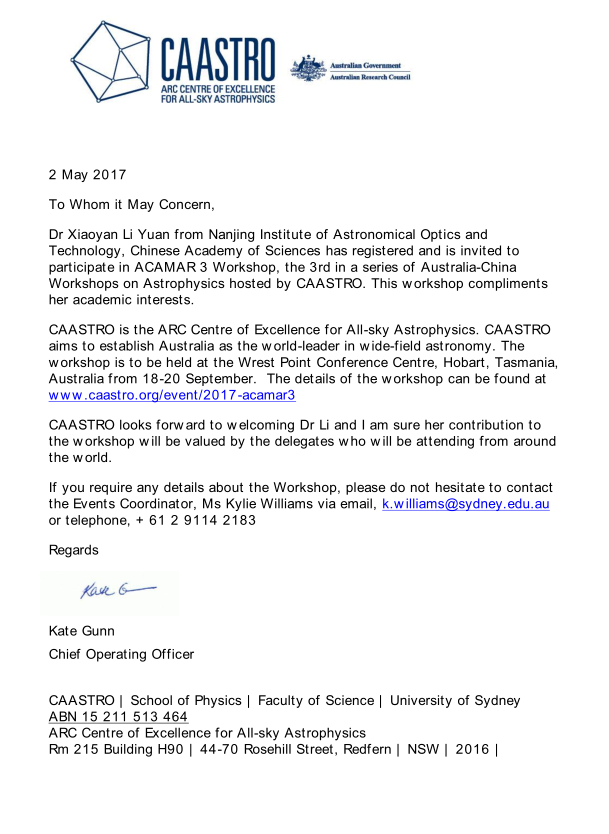 CAASTRO
ARC CENTRE OF EXCELLENCE
FOR ALL-SKY ASTROPHYSICS
Australian Government
Australian Research Council
2 May 2017
To Whom it May Concern,
Dr Xiaoyan Li Yuan from Nanjing Institute of Astronomical Optics and
Technology, Chinese Academy of Sciences has registered and is invited to
participate in ACAMAR 3 Workshop, the 3rd in a series of Australia-China
Workshops on Astrophysics hosted by CAASTRO. This workshop compliments
her academic interests.
CAASTRO is the ARC Centre of Excellence for All-sky Astrophysics. CAASTRO
aims to establish Australia as the world-leader in wide-field astronomy. The
workshop is to be held at the Wrest Point Conference Centre, Hobart, Tasmania,
Australia from 18-20 September. The details of the workshop can be found at
www.caastro.org/event/2017-acamar3
CAASTRO looks forward to welcoming Dr Li and I am sure her contribution to
the workshop will be valued by the delegates who will be attending from around
the world.
If you require any details about the Workshop, please do not hesitate to contact
the Events Coordinator, Ms Kylie Williams via email, k.williams@sydney.edu.au
or telephone, + 61 2 9114 2183
Regards
Kate G
Kate Gunn
Chief Operating Officer
CAASTRO | School of Physics | Faculty of Science | University of Sydney
ABN 15 211 513 464
ARC Centre of Excellence for All-sky Astrophysics
Rm 215 Building H90 | 44-70 Rosehill Street, Redfern | NSW | 2016 |